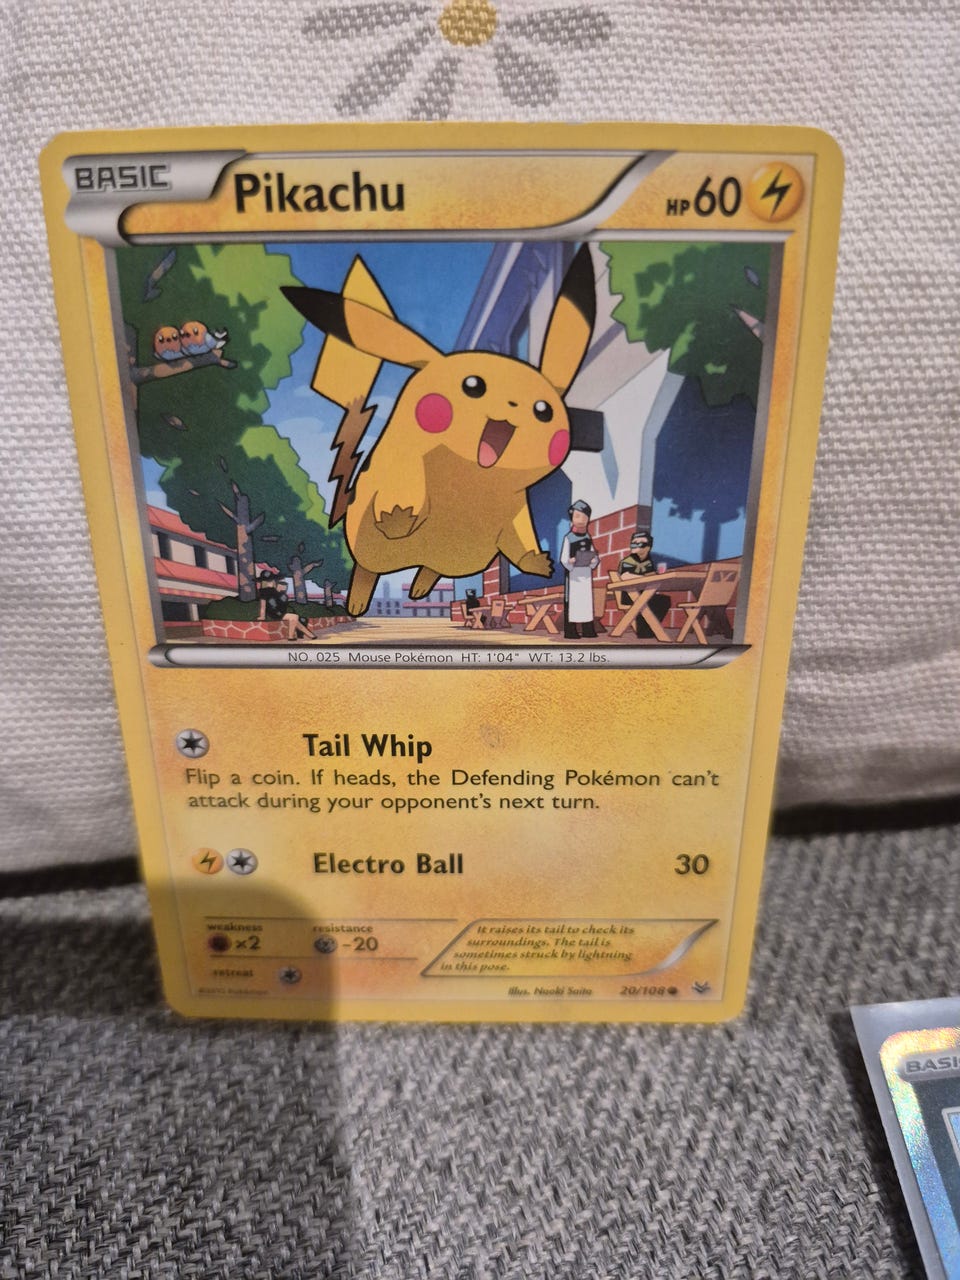 BASIC Pikachu HP 60
NO. 025 Mouse Pokémon HT: 1'04" WT: 13.2 lbs.
Tail Whip
Flip a coin. If heads, the Defending Pokémon can't
attack during your opponent's next turn.
Electro Ball 30
weakness resistance
×2 -20
retreat
It raises its tail to check its
surroundings. The tail is
sometimes struck by lightning
in this pose.
Illus. Naoki Saito 20/108
BASI